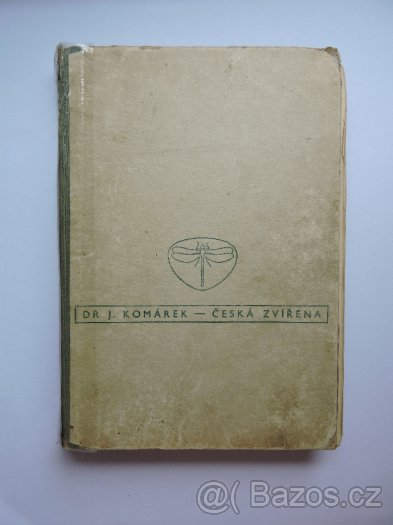 DR J. KOMÁREK — ČESKÁ ZVÍŘENA
@ Bazos.cz